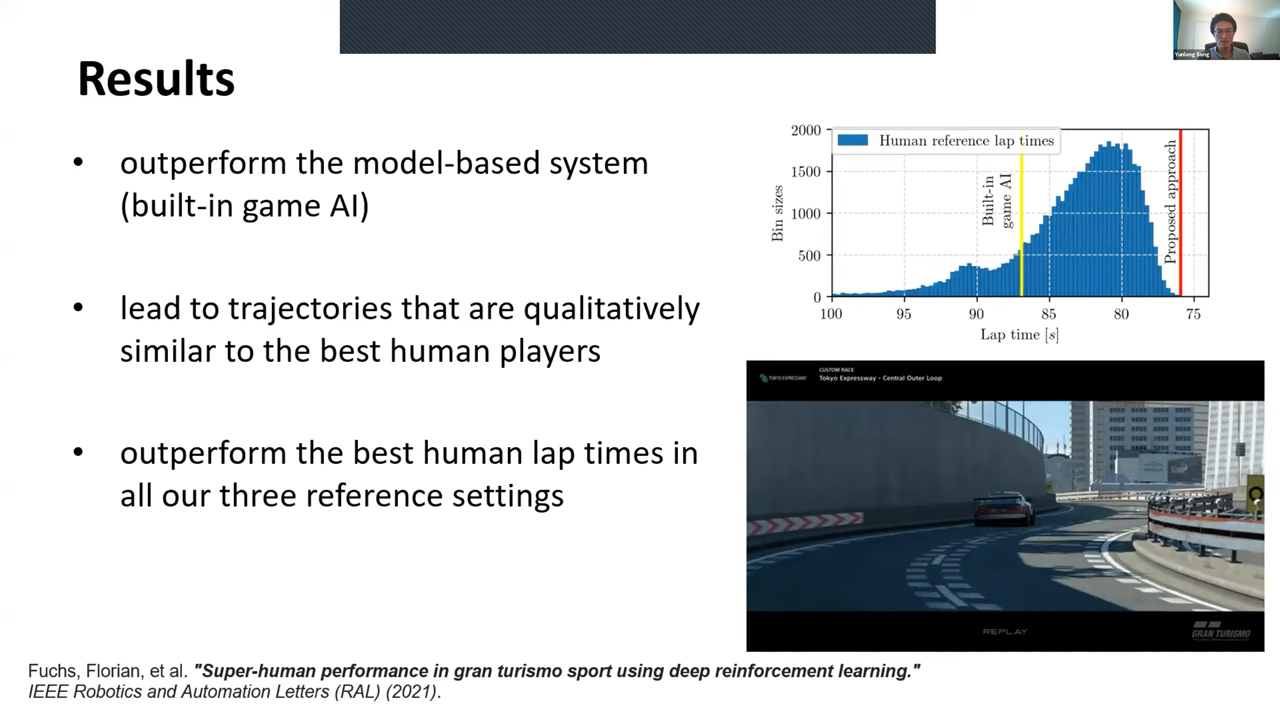 Yunlong Song
Results
• outperform the model-based system
(built-in game AI)
• lead to trajectories that are qualitatively
similar to the best human players
• outperform the best human lap times in
all our three reference settings
Human reference lap times
Built-in
game AI
Proposed approach
Bin sizes
2000
1500
1000
500
0
100 95 90 85 80 75
Lap time [s]
TOKYO EXPRESSWAY
CUSTOM RACE
Tokyo Expressway - Central Outer Loop
REPLAY
GRAN TURISMO
Fuchs, Florian, et al. "Super-human performance in gran turismo sport using deep reinforcement learning."
IEEE Robotics and Automation Letters (RAL) (2021).